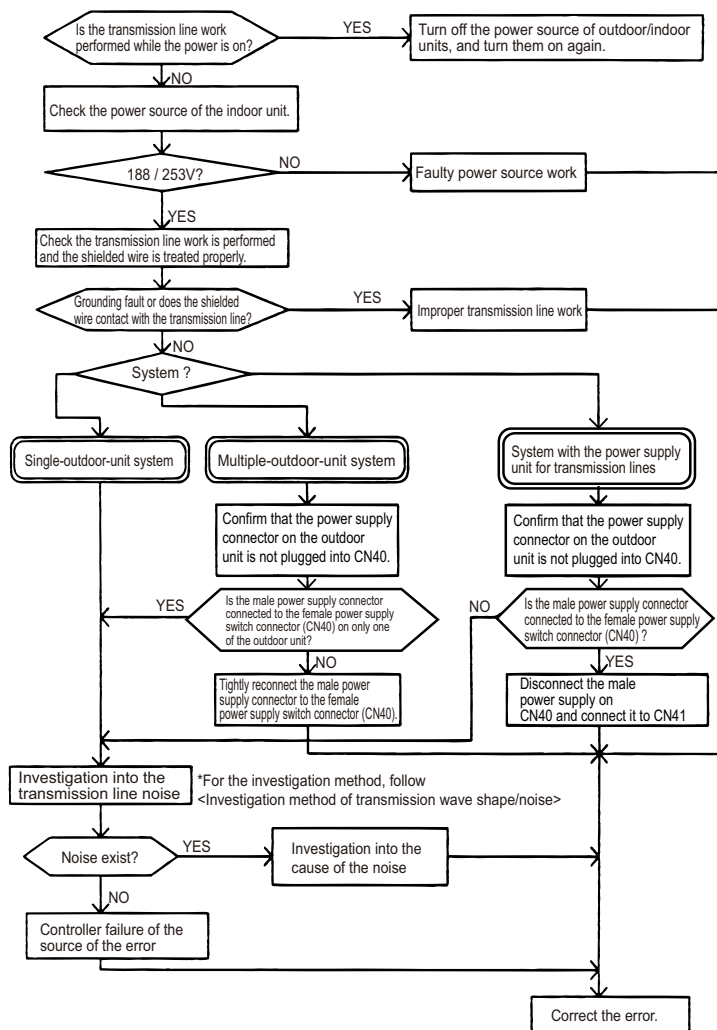 Is the transmission line work
performed while the power is on?
YES
Turn off the power source of outdoor/indoor
units, and turn them on again.
NO
Check the power source of the indoor unit.
188 / 253V?
NO
Faulty power source work
YES
Check the transmission line work is performed
and the shielded wire is treated properly.
Grounding fault or does the shielded
wire contact with the transmission line?
YES
Improper transmission line work
NO
System ?
Single-outdoor-unit system
Multiple-outdoor-unit system
System with the power supply
unit for transmission lines
Confirm that the power supply
connector on the outdoor
unit is not plugged into CN40.
Confirm that the power supply
connector on the outdoor
unit is not plugged into CN40.
YES
Is the male power supply connector
connected to the female power supply
switch connector (CN40) on only one
of the outdoor unit?
NO
Is the male power supply connector
connected to the female power supply
switch connector (CN40) ?
NO
YES
Tightly reconnect the male power
supply connector to the female
power supply switch connector (CN40).
Disconnect the male
power supply on
CN40 and connect it to CN41
Investigation into the
transmission line noise
*For the investigation method, follow
<Investigation method of transmission wave shape/noise>
Noise exist?
YES
Investigation into the
cause of the noise
NO
Controller failure of the
source of the error
Correct the error.